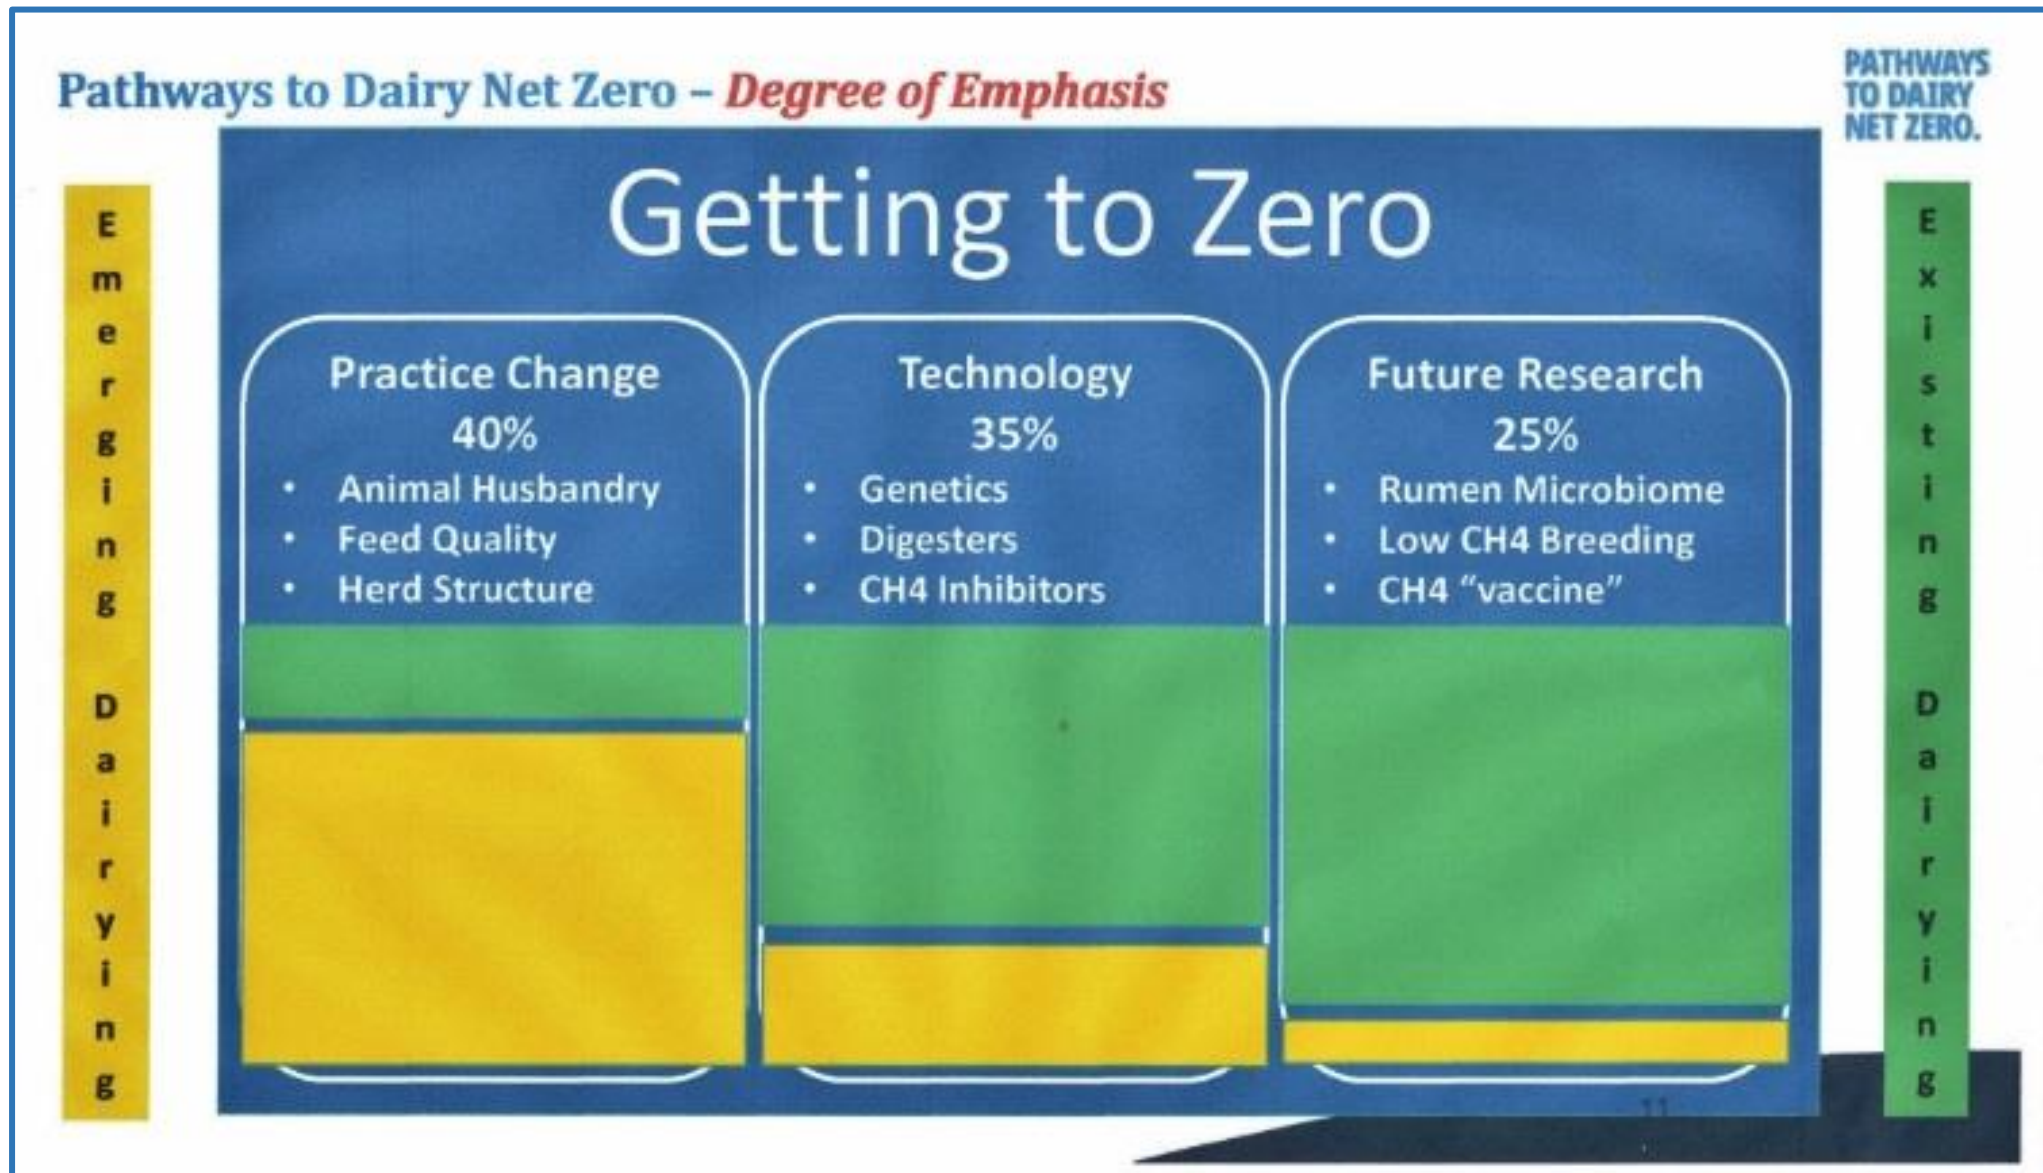 Pathways to Dairy Net Zero – Degree of Emphasis
PATHWAYS
TO DAIRY
NET ZERO.
Emerging Dairying
Getting to Zero
Practice Change
40%
• Animal Husbandry
• Feed Quality
• Herd Structure
Technology
35%
• Genetics
• Digesters
• CH4 Inhibitors
Future Research
25%
• Rumen Microbiome
• Low CH4 Breeding
• CH4 “vaccine”
Existing Dairying
11